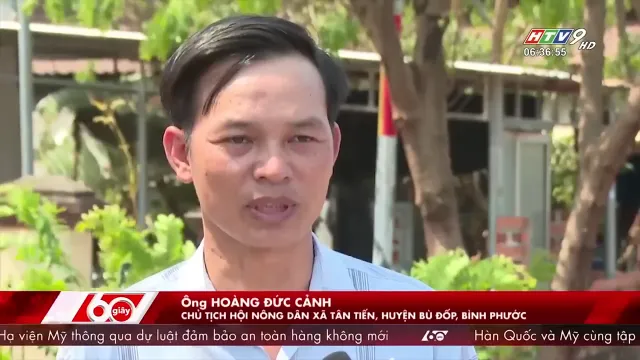 HTV9 HD
06:36:55
60 giây
Ông HOÀNG ĐỨC CẢNH
CHỦ TỊCH HỘI NÔNG DÂN XÃ TÂN TIẾN, HUYỆN BÙ ĐỐP, BÌNH PHƯỚC
Hạ viện Mỹ thông qua dự luật đảm bảo an toàn hàng không mới 60 Hàn Quốc và Mỹ cùng tập